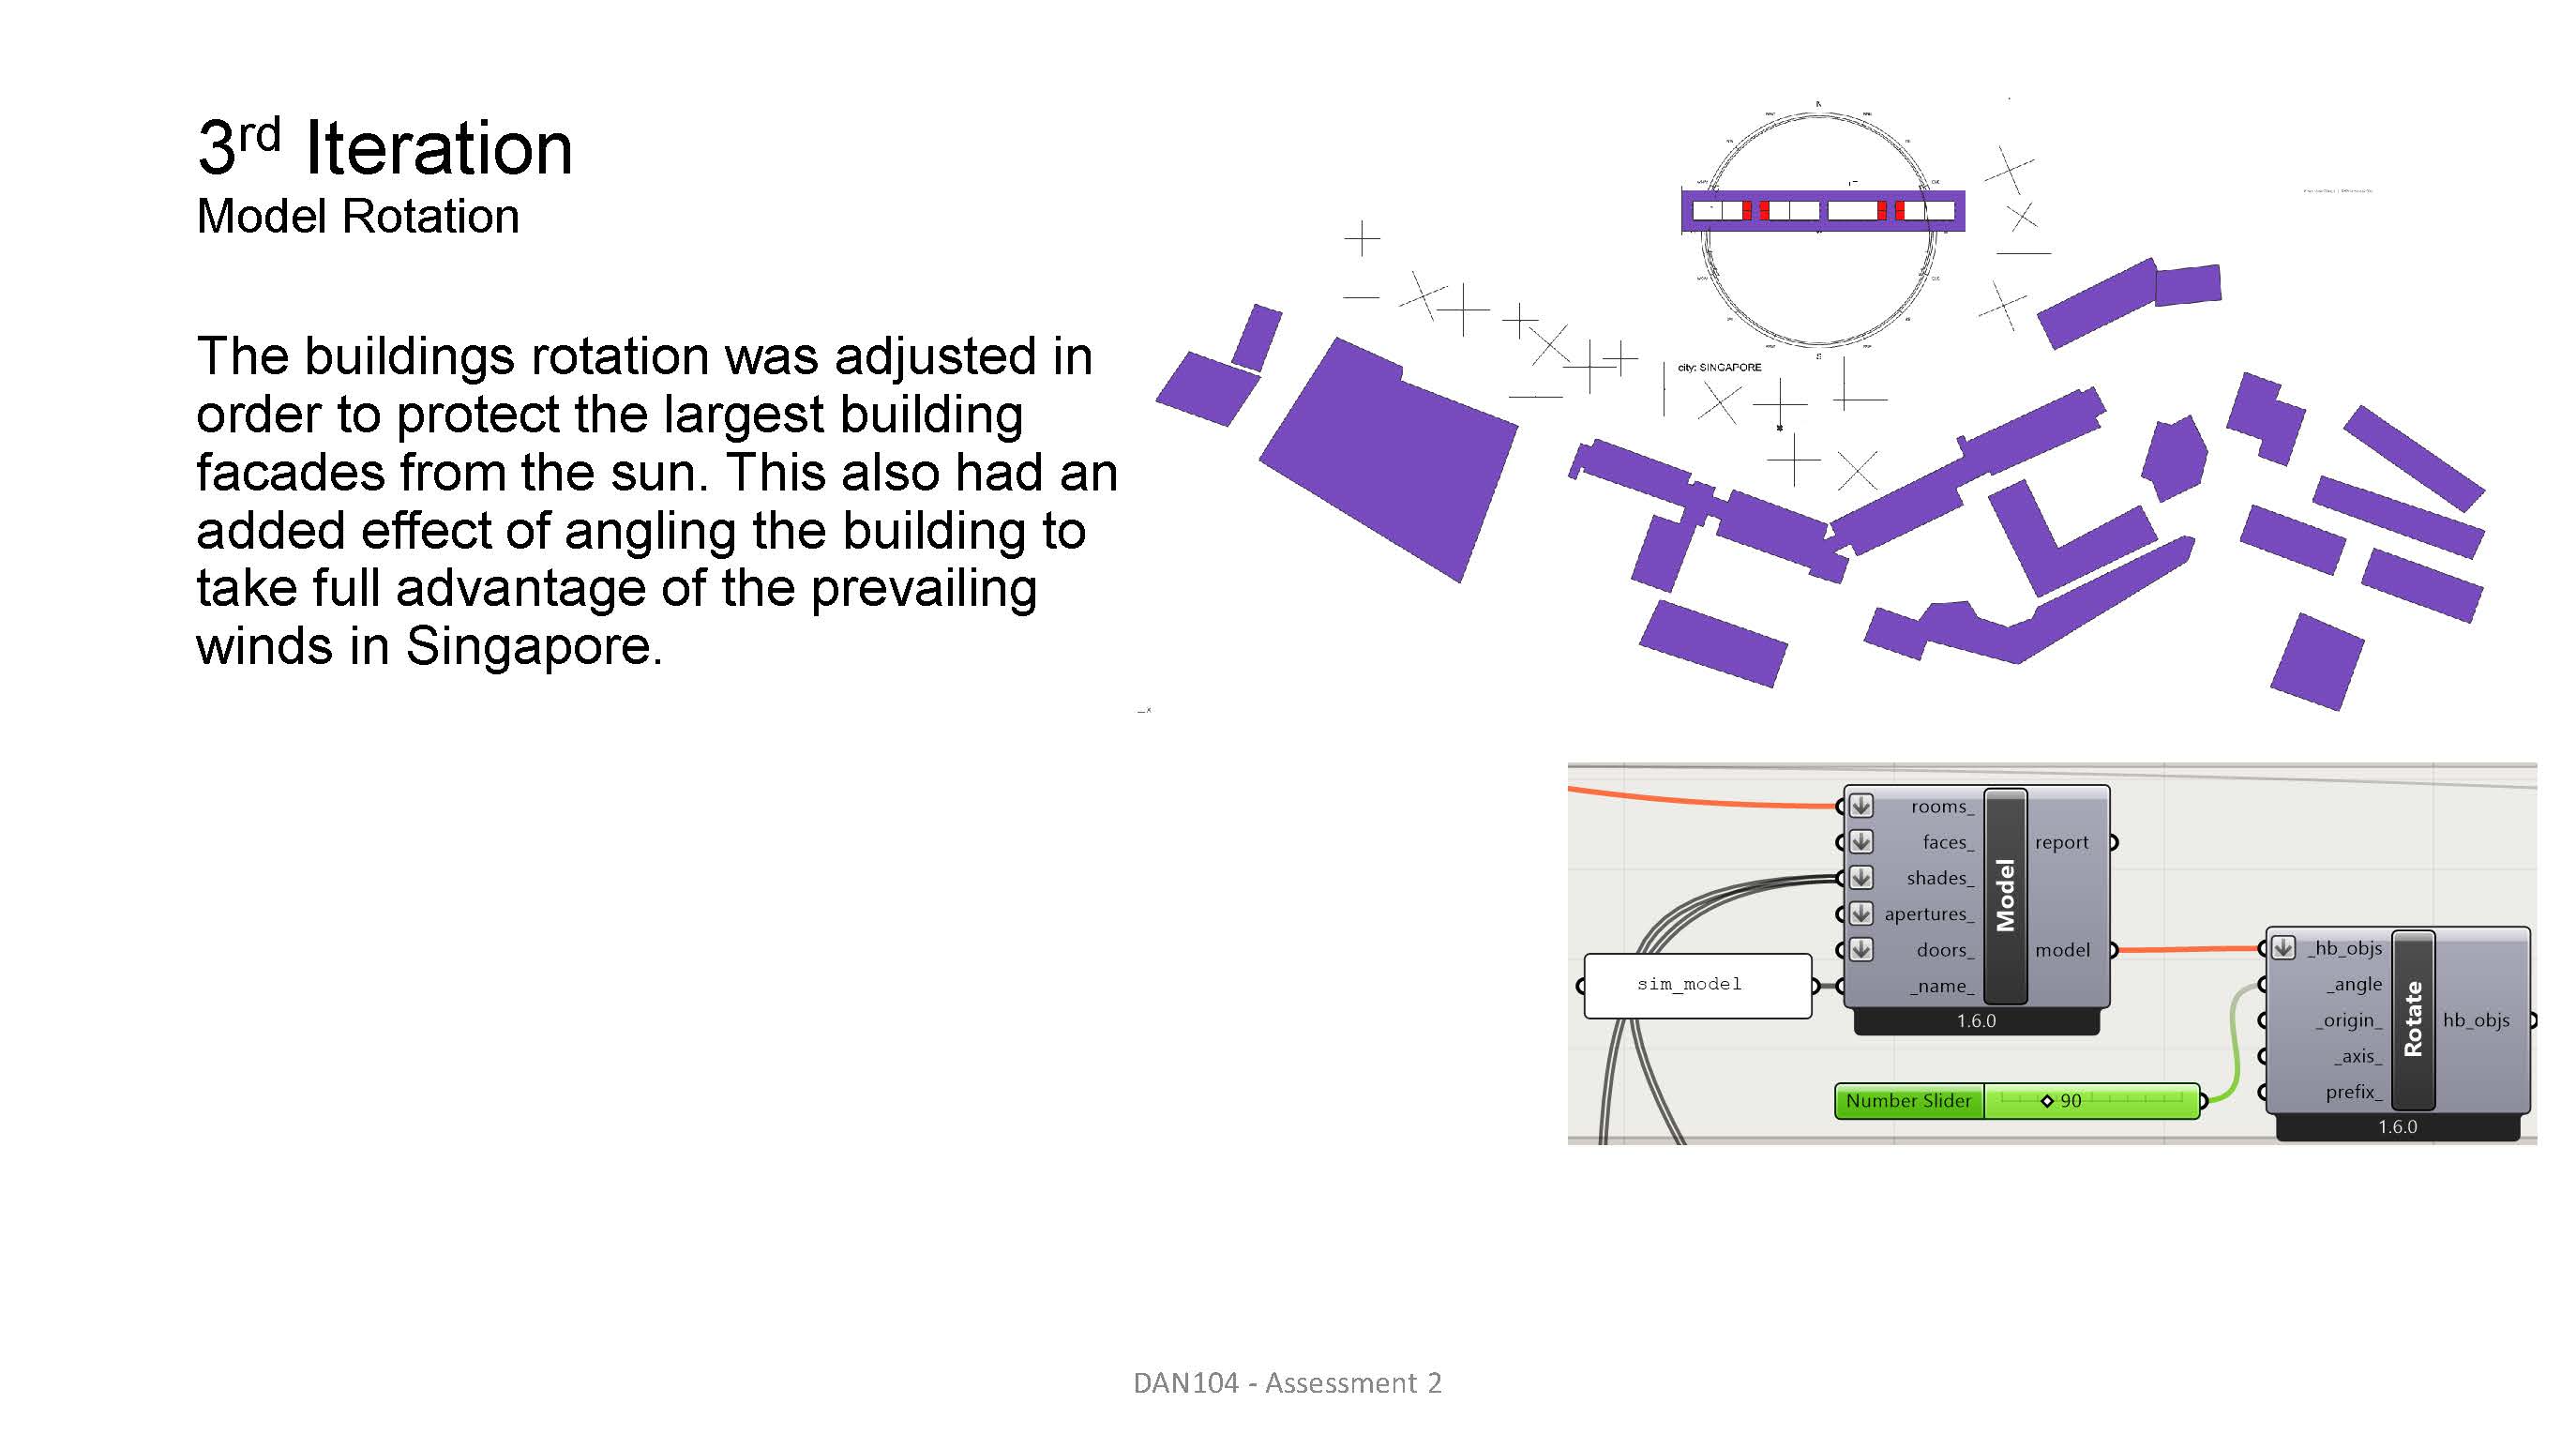 3rd Iteration
Model Rotation
The buildings rotation was adjusted in
order to protect the largest building
facades from the sun. This also had an
added effect of angling the building to
take full advantage of the prevailing
winds in Singapore.
N
S
city: SINGAPORE
x
rooms_
faces_
shades_
apertures_
doors_
_name_
Model
report
model
1.6.0
sim_model
Number Slider
90
_hb_objs
_angle
_origin_
_axis_
prefix_
Rotate
hb_objs
1.6.0
DAN104 - Assessment 2